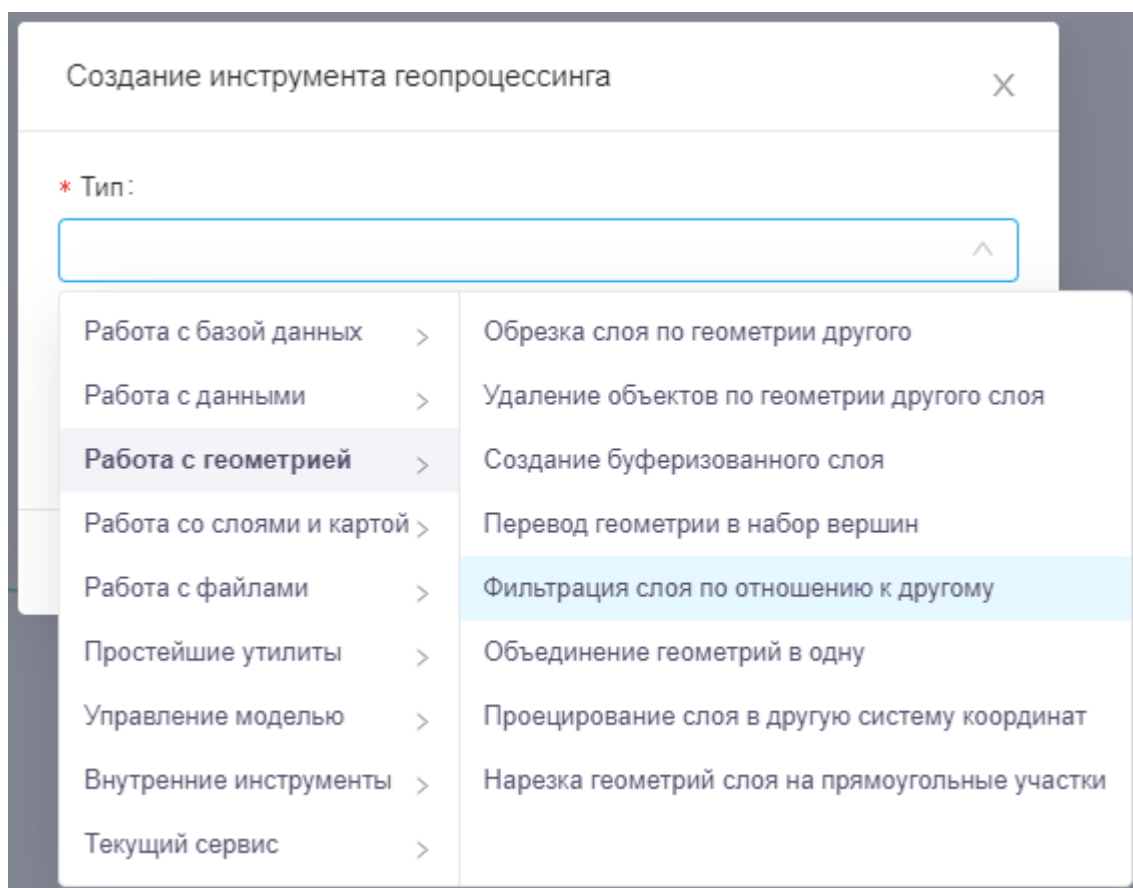 Создание инструмента геопроцессинга
* Тип:
Работа с базой данных >
Работа с данными >
Работа с геометрией >
Работа со слоями и картой >
Работа с файлами >
Простейшие утилиты >
Управление моделью >
Внутренние инструменты >
Текущий сервис >
Обрезка слоя по геометрии другого
Удаление объектов по геометрии другого слоя
Создание буферизованного слоя
Перевод геометрии в набор вершин
Фильтрация слоя по отношению к другому
Объединение геометрий в одну
Проецирование слоя в другую систему координат
Нарезка геометрий слоя на прямоугольные участки